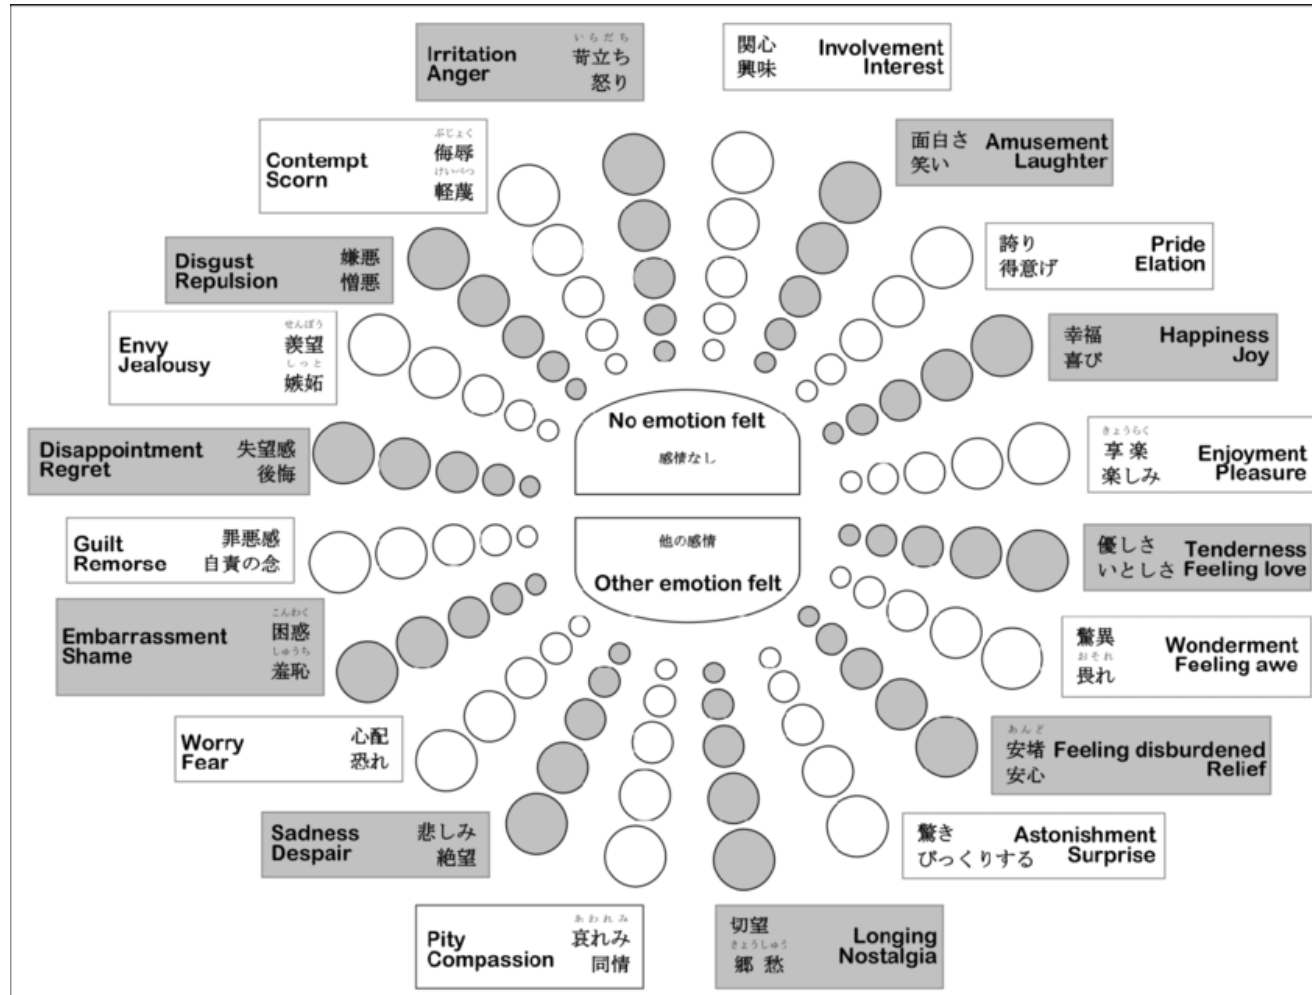 Irritation
Anger
いらだち
苛立ち
怒り
関心
興味
Involvement
Interest
Contempt
Scorn
ぶじょく
侮辱
けいべつ
軽蔑
面白さ
笑い
Amusement
Laughter
Disgust
Repulsion
嫌悪
憎悪
誇り
得意げ
Pride
Elation
Envy
Jealousy
せんぼう
羨望
しっと
嫉妬
幸福
喜び
Happiness
Joy
Disappointment
Regret
失望感
後悔
No emotion felt
感情なし
きょうらく
享楽
楽しみ
Enjoyment
Pleasure
Guilt
Remorse
罪悪感
自責の念
他の感情
Other emotion felt
優しさ
いとしさ
Tenderness
Feeling love
Embarrassment
Shame
こんわく
困惑
しゅうち
羞恥
驚異
おそれ
畏れ
Wonderment
Feeling awe
Worry
Fear
心配
恐れ
あんど
安堵
安心
Feeling disburdened
Relief
Sadness
Despair
悲しみ
絶望
驚き
びっくりする
Astonishment
Surprise
Pity
Compassion
あわれみ
哀れみ
同情
切望
きょうしゅう
郷愁
Longing
Nostalgia